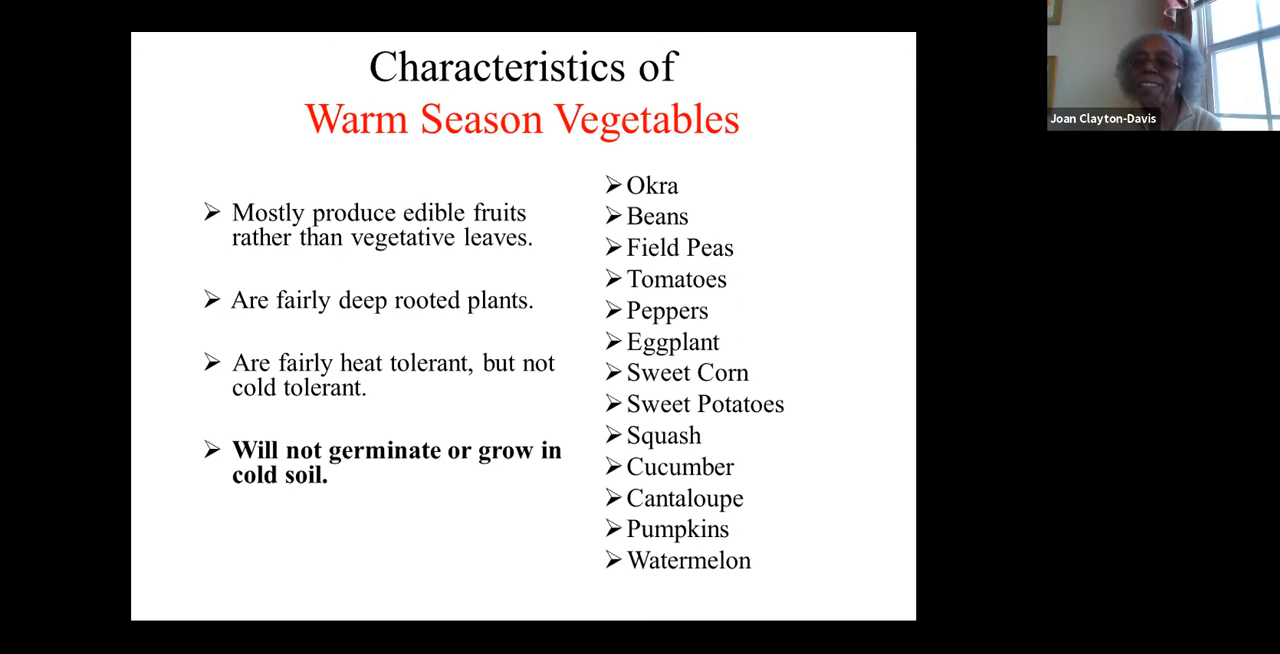 Characteristics of
Warm Season Vegetables
➢ Mostly produce edible fruits
rather than vegetative leaves.
➢ Are fairly deep rooted plants.
➢ Are fairly heat tolerant, but not
cold tolerant.
➢ Will not germinate or grow in
cold soil.
➢ Okra
➢ Beans
➢ Field Peas
➢ Tomatoes
➢ Peppers
➢ Eggplant
➢ Sweet Corn
➢ Sweet Potatoes
➢ Squash
➢ Cucumber
➢ Cantaloupe
➢ Pumpkins
➢ Watermelon
Joan Clayton-Davis